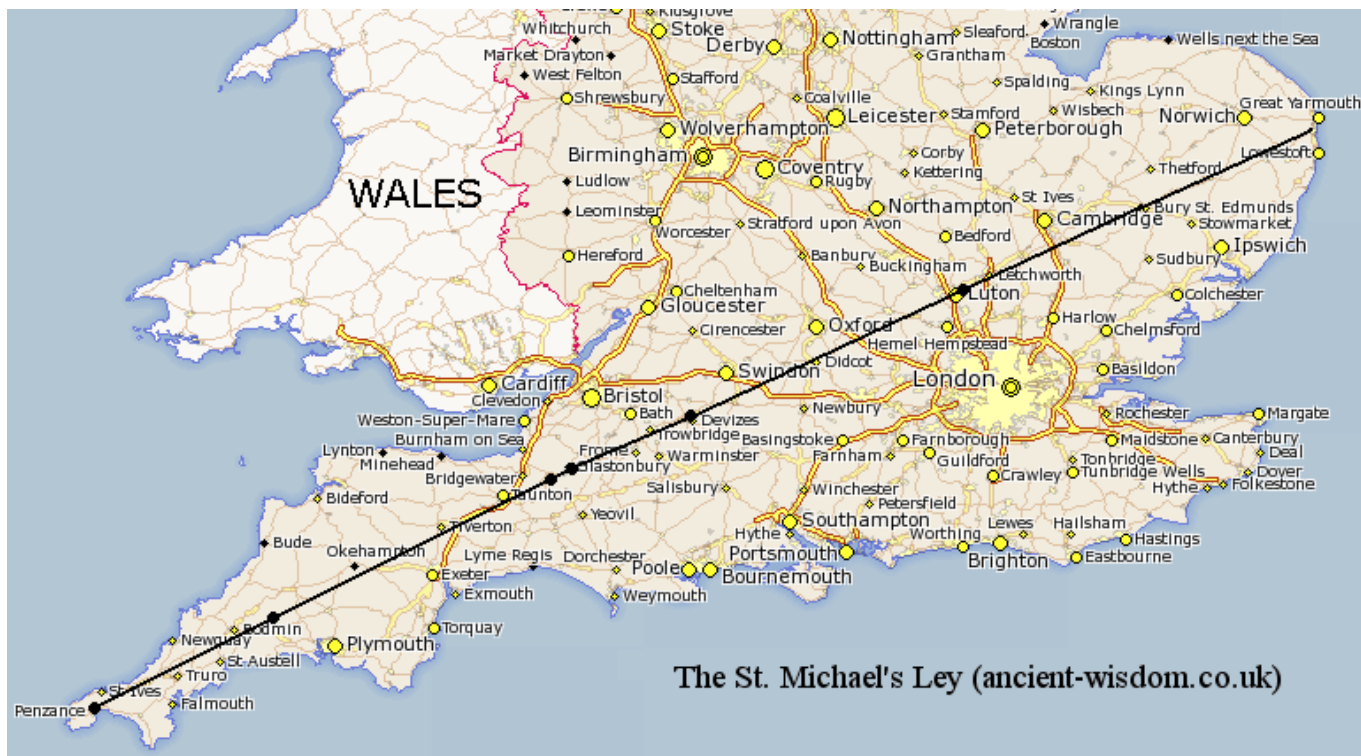 Klusgrove
Wrangle
Whitchurch
Stoke
Sleaford
Boston
Wells next the Sea
Derby
Nottingham
Market Drayton
Grantham
West Felton
Stafford
Spalding
Kings Lynn
Shrewsbury
Coalville
Stamford
Wisbech
Norwich
Great Yarmouth
Wolverhampton
Leicester
Peterborough
Birmingham
Coventry
Corby
Lowestoft
Kettering
Thetford
WALES
Ludlow
Rugby
St Ives
Leominster
Northampton
Bury St. Edmunds
Worcester
Stratford upon Avon
Cambridge
Stowmarket
Bedford
Ipswich
Hereford
Banbury
Buckingham
Sudbury
Letchworth
Cheltenham
Luton
Colchester
Gloucester
Harlow
Cirencester
Oxford
Chelmsford
Hemel Hempstead
Didcot
Swindon
Basildon
Cardiff
London
Clevedon
Bristol
Newbury
Rochester
Margate
Weston-Super-Mare
Bath
Devizes
Burnham on Sea
Trowbridge
Basingstoke
Farnborough
Maidstone
Canterbury
Lynton
Frome
Warminster
Farnham
Guildford
Tonbridge
Deal
Minehead
Glastonbury
Tunbridge Wells
Dover
Bridgewater
Crawley
Hythe
Folkestone
Bideford
Taunton
Salisbury
Winchester
Petersfield
Yeovil
Tiverton
Southampton
Lewes
Hailsham
Bude
Hythe
Worthing
Hastings
Okehampton
Lyme Regis
Dorchester
Portsmouth
Brighton
Eastbourne
Exeter
Poole
Bournemouth
Exmouth
Weymouth
Bodmin
Torquay
Newquay
Plymouth
St Austell
Truro
The St. Michael's Ley (ancient-wisdom.co.uk)
St Ives
Falmouth
Penzance